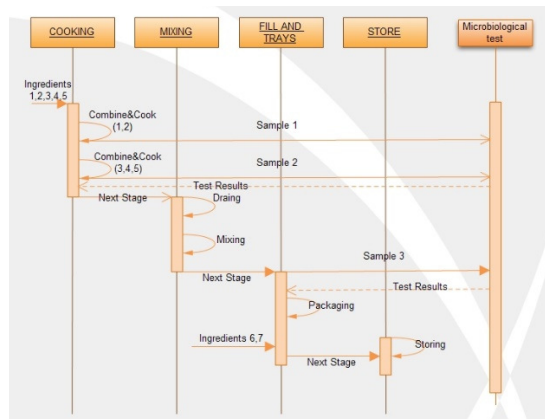 COOKING
MIXING
FILL AND
TRAYS
STORE
Microbiological
test
Ingredients
1,2,3,4,5
Combine&Cook
(1,2)
Sample 1
Combine&Cook
(3,4,5)
Sample 2
Test Results
Next Stage
Draing
Mixing
Sample 3
Next Stage
Test Results
Packaging
Ingredients 6,7
Storing
Next Stage